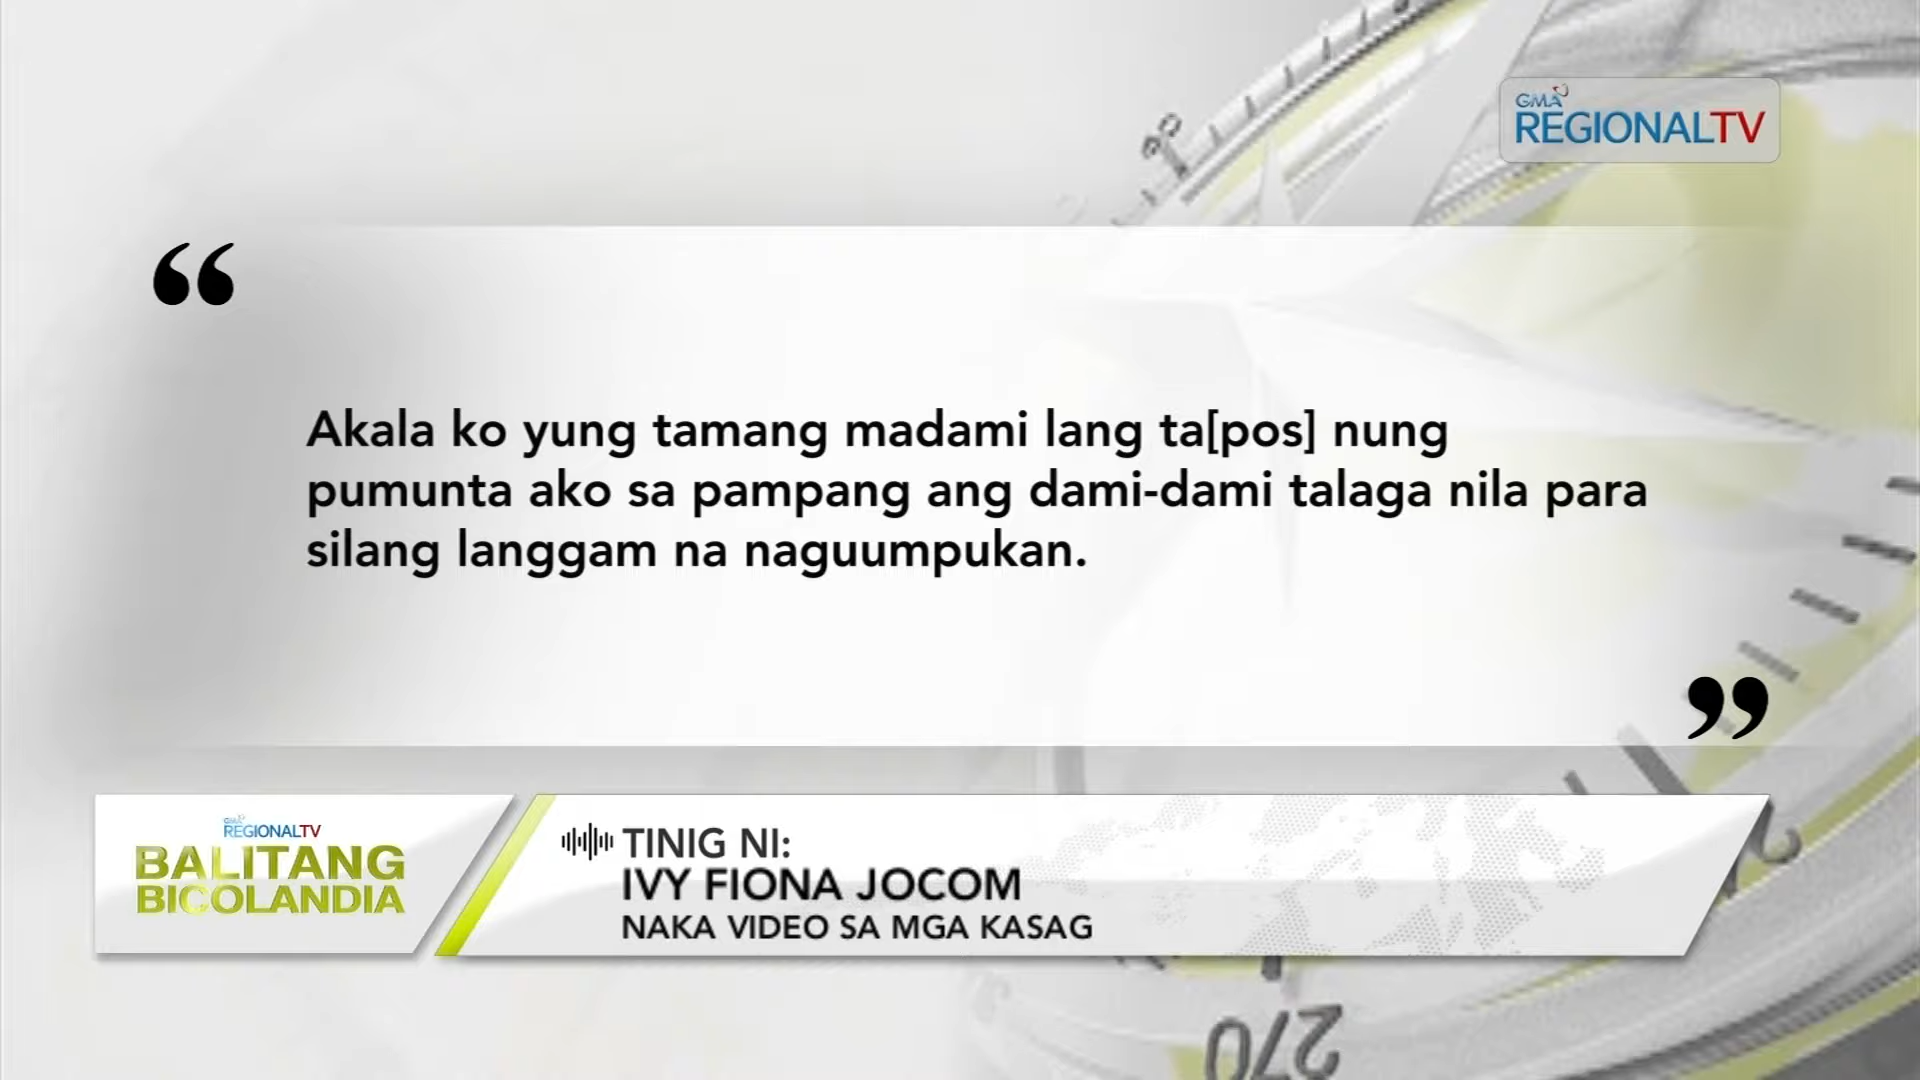 GMA
REGIONALTV
“
Akala ko yung tamang madami lang ta[pos] nung
pumunta ako sa pampang ang dami-dami talaga nila para
silang langgam na naguumpukan.
”
GMA
REGIONALTV
BALITANG
BICOLANDIA
TINIG NI:
IVY FIONA JOCOM
NAKA VIDEO SA MGA KASAG
30
270